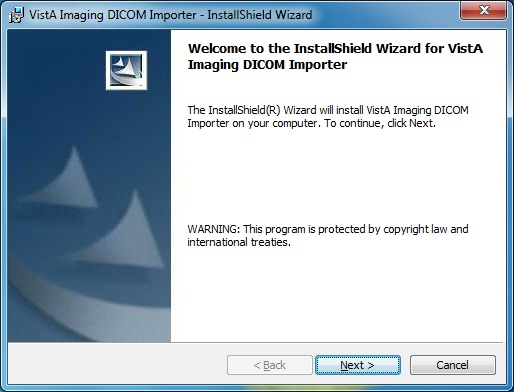 VistA Imaging DICOM Importer - InstallShield Wizard
Welcome to the InstallShield Wizard for VistA
Imaging DICOM Importer
The InstallShield(R) Wizard will install VistA Imaging DICOM
Importer on your computer. To continue, click Next.
WARNING: This program is protected by copyright law and
international treaties.
< Back
Next >
Cancel